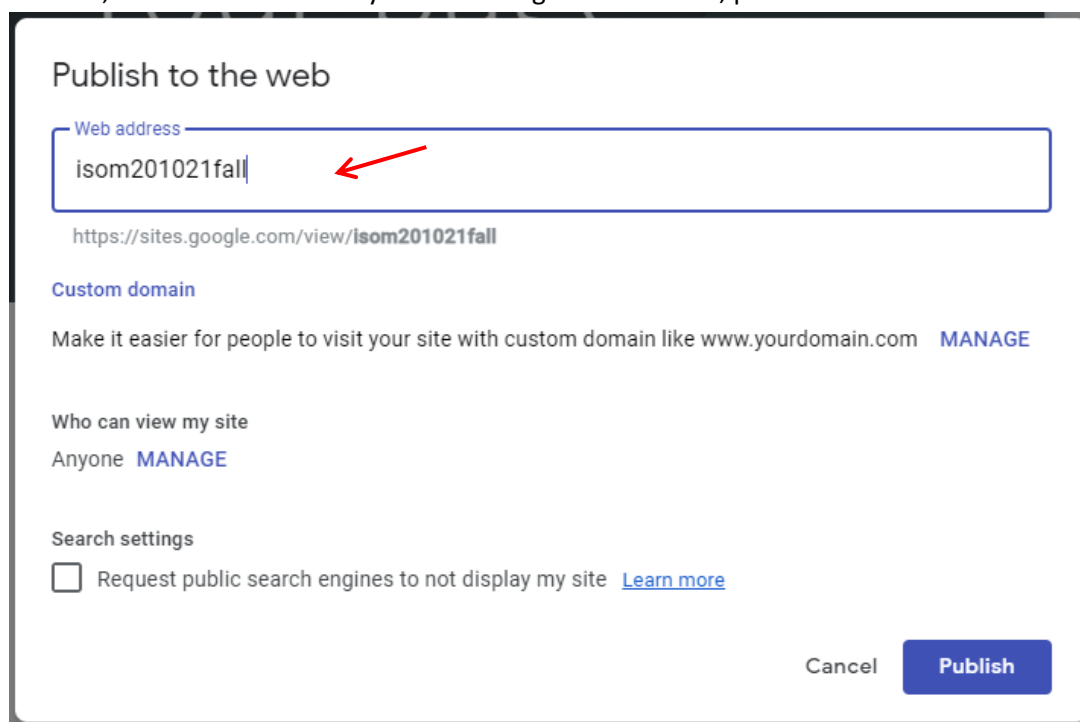 Publish to the web
Web address
isom201021fall
https://sites.google.com/view/isom201021fall
Custom domain
Make it easier for people to visit your site with custom domain like www.yourdomain.com MANAGE
Who can view my site
Anyone MANAGE
Search settings
Request public search engines to not display my site Learn more
Cancel Publish